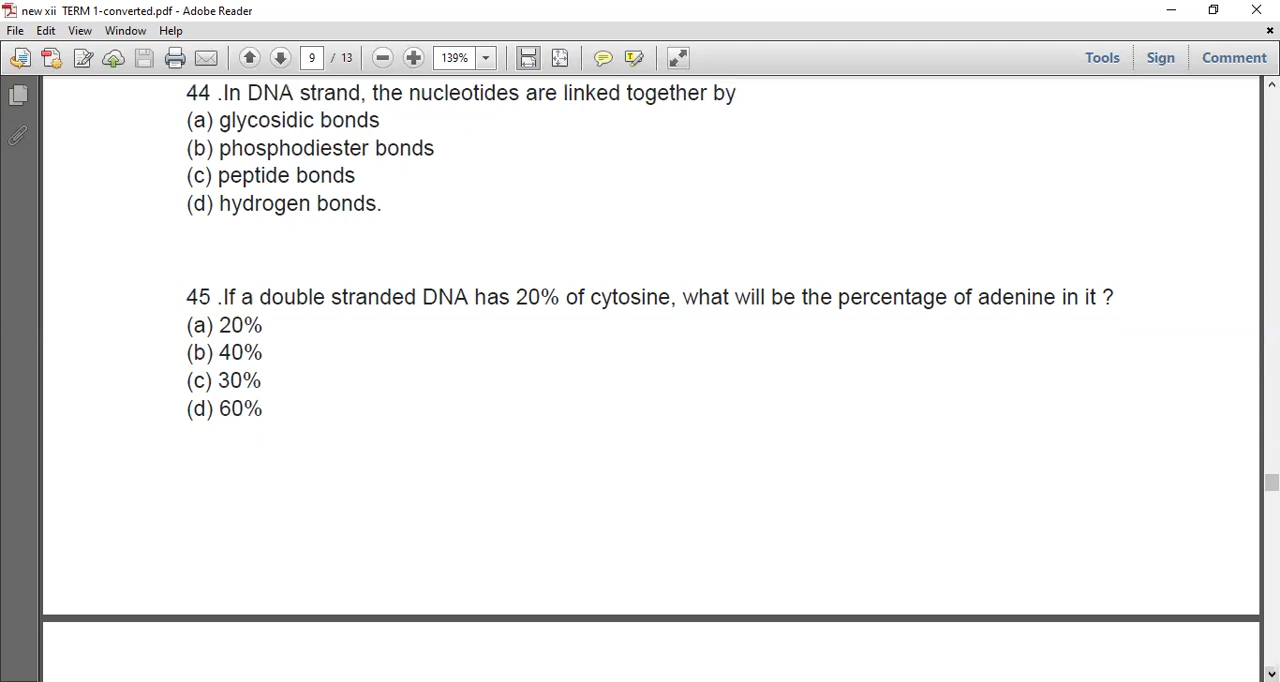 new xii  TERM 1-converted.pdf - Adobe Reader
File Edit View Window Help
9 / 13 139% Tools Sign Comment
44 .In DNA strand, the nucleotides are linked together by
(a) glycosidic bonds
(b) phosphodiester bonds
(c) peptide bonds
(d) hydrogen bonds.
45 .If a double stranded DNA has 20% of cytosine, what will be the percentage of adenine in it ?
(a) 20%
(b) 40%
(c) 30%
(d) 60%